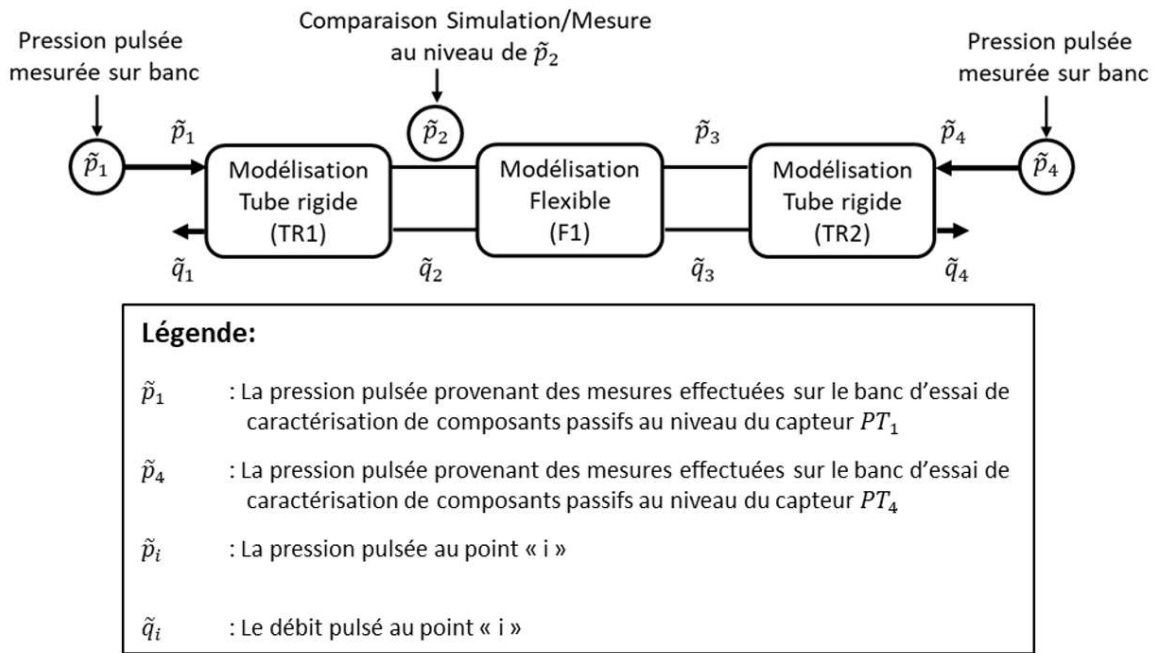 Comparaison Simulation/Mesure
au niveau de p̃₂
Pression pulsée
mesurée sur banc
Pression pulsée
mesurée sur banc
p̃₁
p̃₁
p̃₂
p̃₃
p̃₄
p̃₄
Modélisation
Tube rigide
(TR1)
Modélisation
Flexible
(F1)
Modélisation
Tube rigide
(TR2)
q̃₁
q̃₂
q̃₃
q̃₄
Légende:
p̃₁ : La pression pulsée provenant des mesures effectuées sur le banc d'essai de
caractérisation de composants passifs au niveau du capteur PT₁
p̃₄ : La pression pulsée provenant des mesures effectuées sur le banc d'essai de
caractérisation de composants passifs au niveau du capteur PT₄
p̃ᵢ : La pression pulsée au point « i »
q̃ᵢ : Le débit pulsé au point « i »